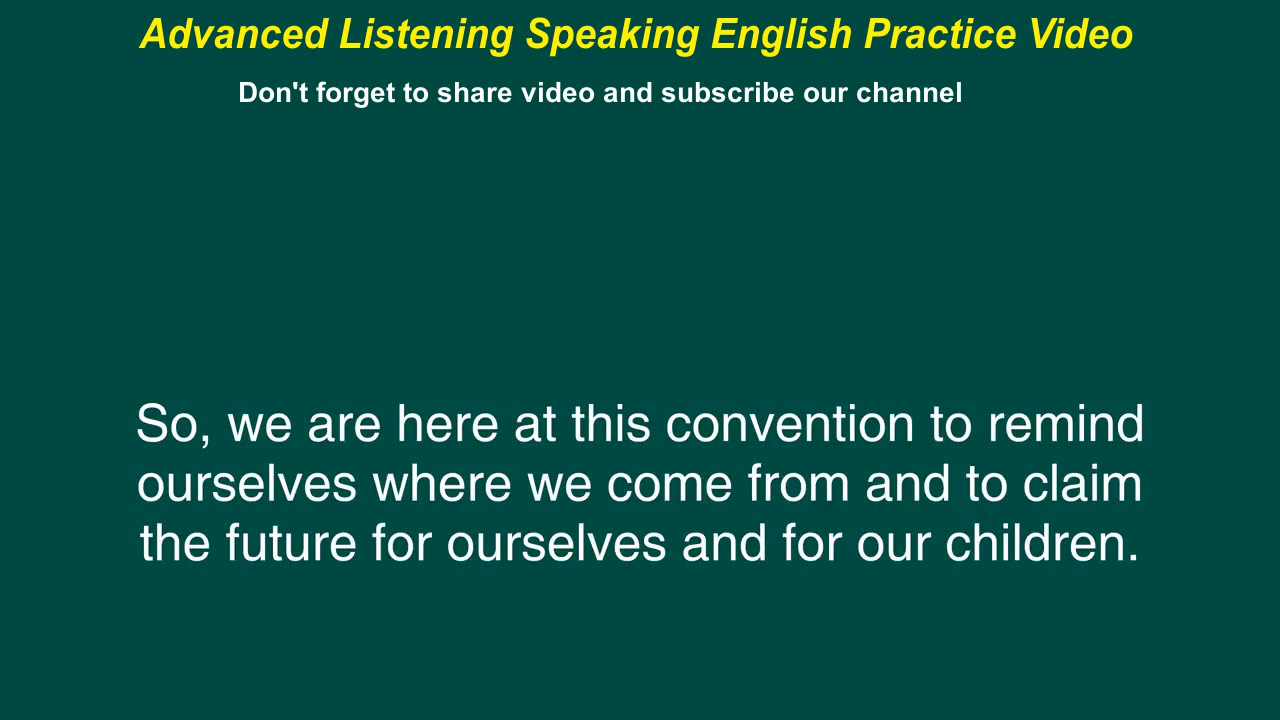 Advanced Listening Speaking English Practice Video
Don't forget to share video and subscribe our channel
So, we are here at this convention to remind
ourselves where we come from and to claim
the future for ourselves and for our children.